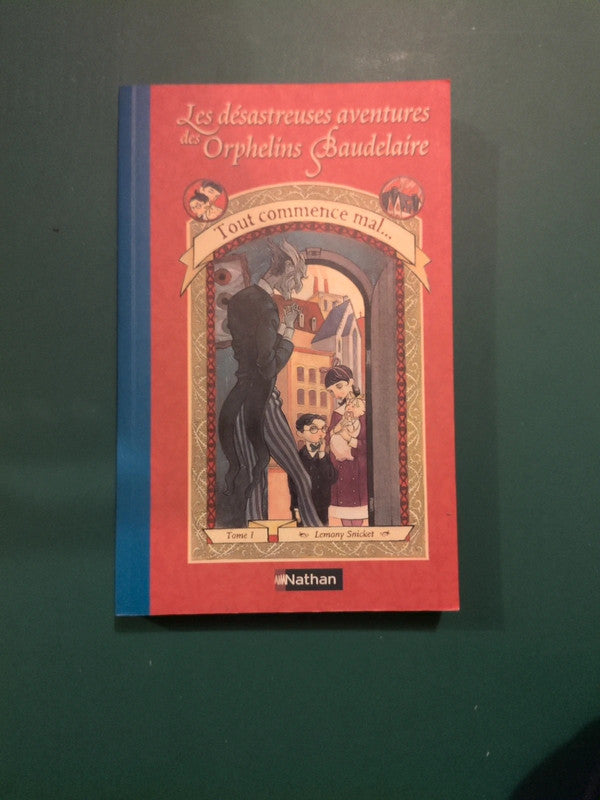 Les désastreuses aventures
des Orphelins Baudelaire
Tout commence mal...
Tome 1
Lemony Snicket
Nathan